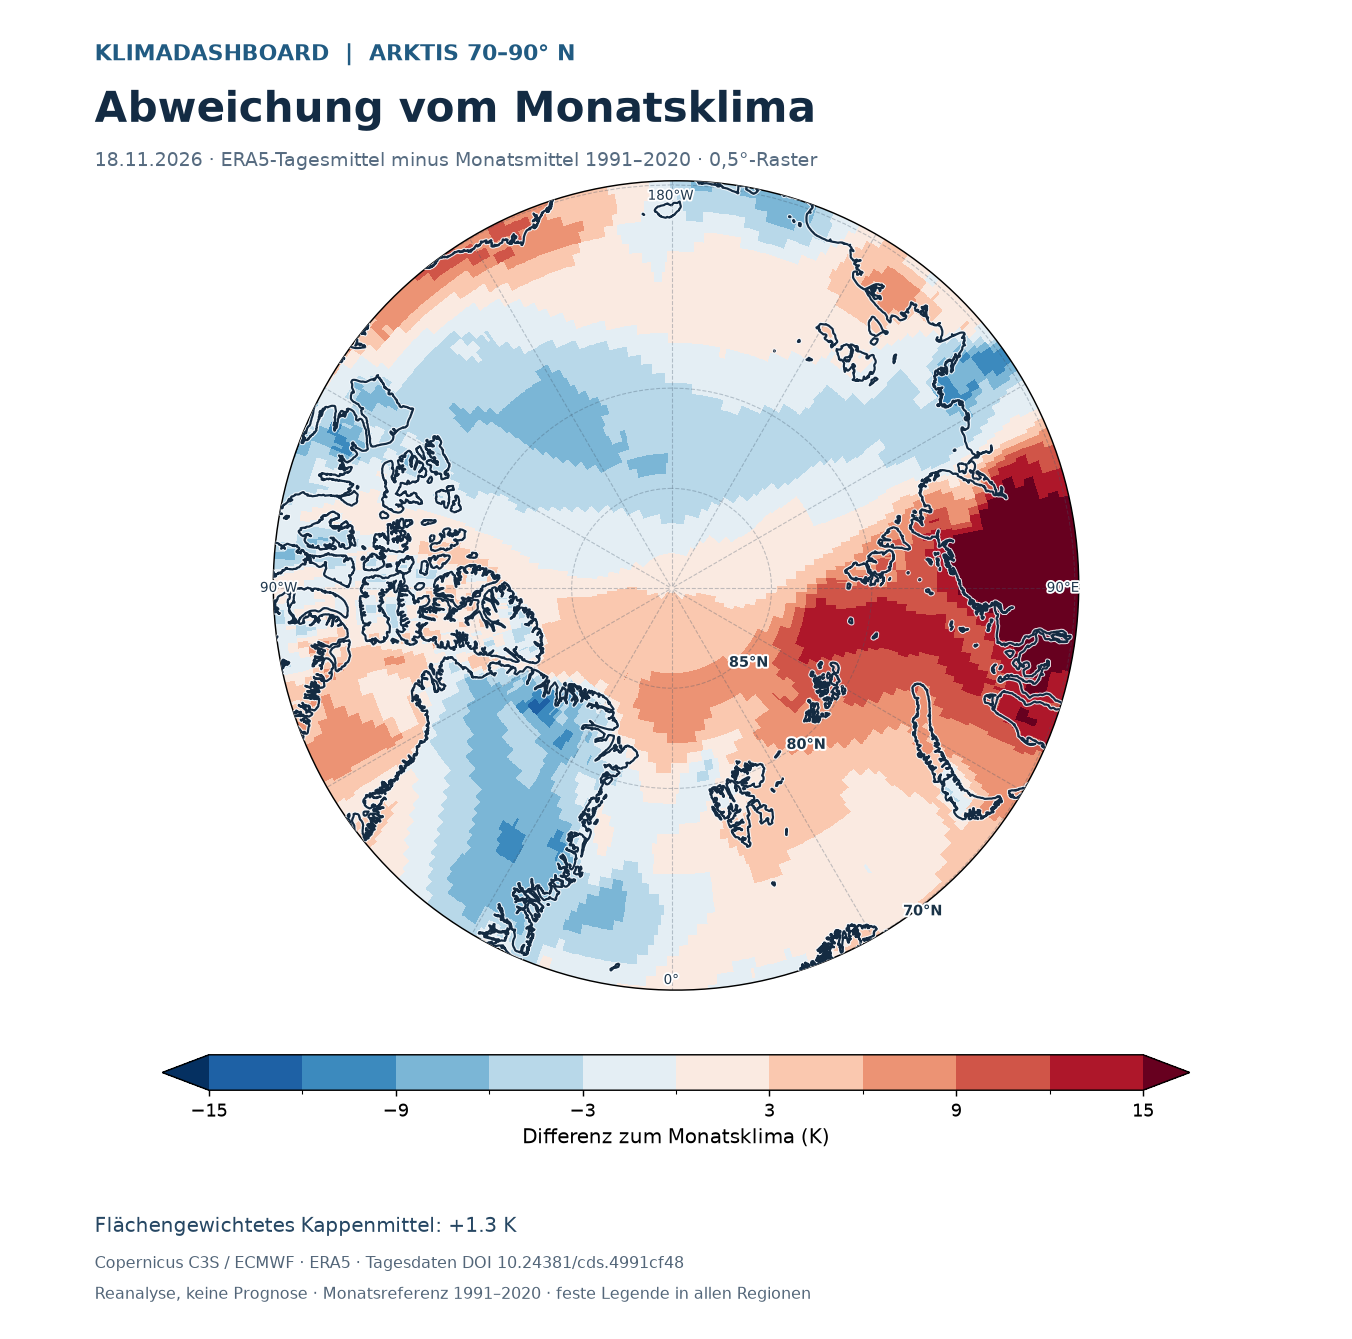 KLIMADASHBOARD | ARKTIS 70–90° N
Abweichung vom Monatsklima
18.11.2026 · ERA5-Tagesmittel minus Monatsmittel 1991–2020 · 0,5°-Raster
180°W
90°W
90°E
85°N
80°N
70°N
0°
−15 −9 −3 3 9 15
Differenz zum Monatsklima (K)
Flächengewichtetes Kappenmittel: +1.3 K
Copernicus C3S / ECMWF · ERA5 · Tagesdaten DOI 10.24381/cds.4991cf48
Reanalyse, keine Prognose · Monatsreferenz 1991–2020 · feste Legende in allen Regionen